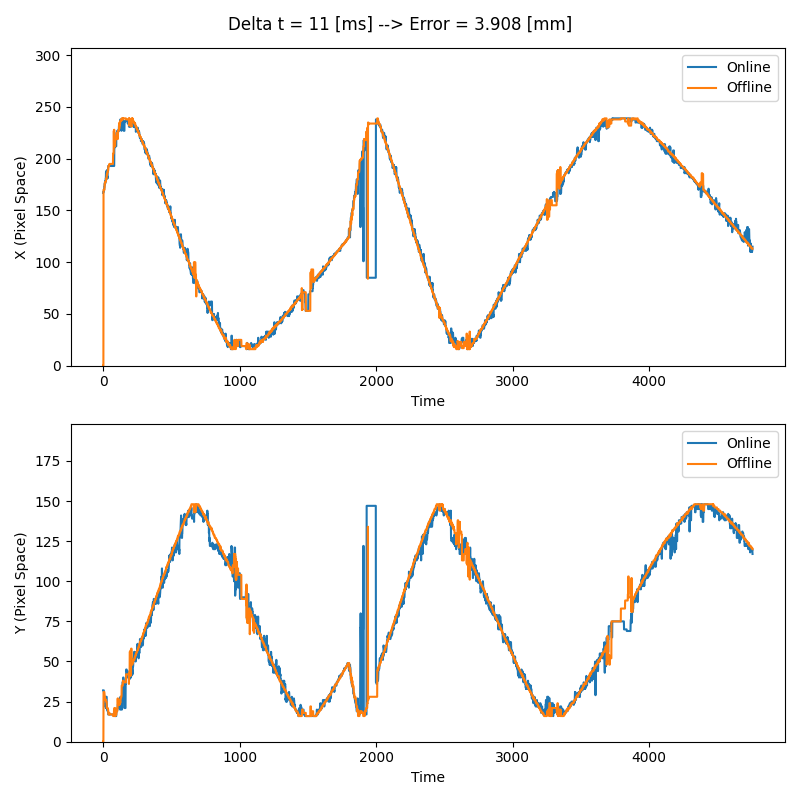 Delta t = 11 [ms] --> Error = 3.908 [mm]
300
250
200
150
100
50
0
X (Pixel Space)
Online
Offline
0
1000
2000
3000
4000
Time
175
150
125
100
75
50
25
0
Y (Pixel Space)
Online
Offline
0
1000
2000
3000
4000
Time